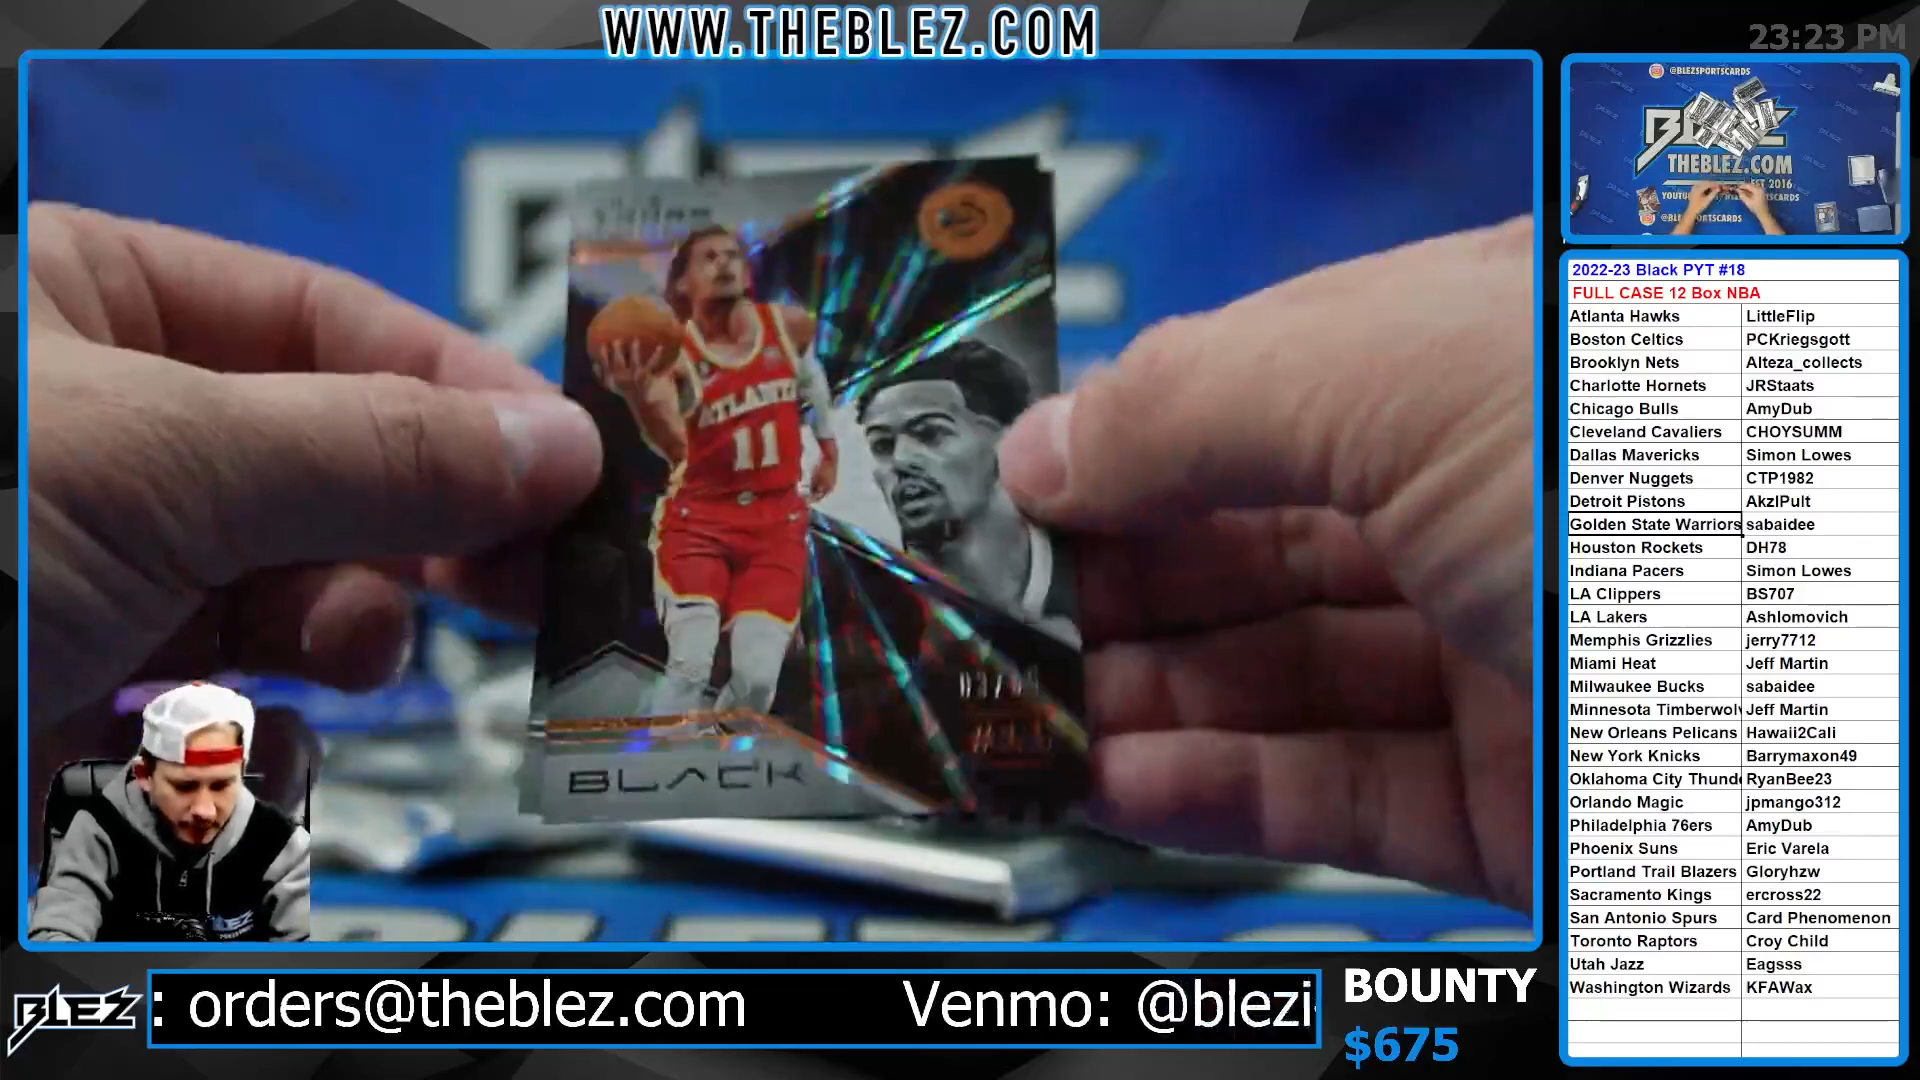 WWW.THEBLEZ.COM
23:23 PM
@BLEZSPORTSCARDS
BLEZ
THEBLEZ.COM
EST 2016
ATLANTA
11
BLACK
2022-23 Black PYT #18
FULL CASE 12 Box NBA
Atlanta Hawks LittleFlip
Boston Celtics PCKriegsgott
Brooklyn Nets Alteza_collects
Charlotte Hornets JRStaats
Chicago Bulls AmyDub
Cleveland Cavaliers CHOYSUMM
Dallas Mavericks Simon Lowes
Denver Nuggets CTP1982
Detroit Pistons AkzlPult
Golden State Warriors sabaidee
Houston Rockets DH78
Indiana Pacers Simon Lowes
LA Clippers BS707
LA Lakers Ashlomovich
Memphis Grizzlies jerry7712
Miami Heat Jeff Martin
Milwaukee Bucks sabaidee
Minnesota Timberwolv Jeff Martin
New Orleans Pelicans Hawaii2Cali
New York Knicks Barrymaxon49
Oklahoma City Thunde RyanBee23
Orlando Magic jpmango312
Philadelphia 76ers AmyDub
Phoenix Suns Eric Varela
Portland Trail Blazers Gloryhzw
Sacramento Kings ercross22
San Antonio Spurs Card Phenomenon
Toronto Raptors Croy Child
Utah Jazz Eagsss
Washington Wizards KFAWax
BLEZ
: orders@theblez.com Venmo: @blezi
BOUNTY
$675